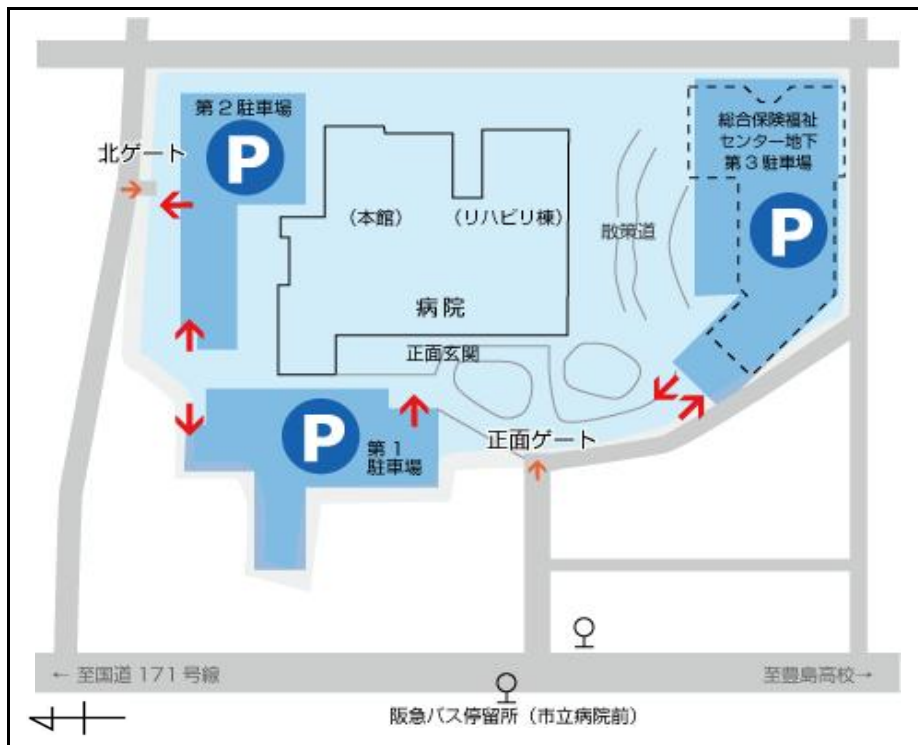 第2駐車場
P
北ゲート
総合保険福祉
センター地下
第3駐車場
P
(本館)
(リハビリ棟)
散策道
病院
正面玄関
P
第1
駐車場
正面ゲート
← 至国道171号線
至豊島高校→
阪急バス停留所(市立病院前)